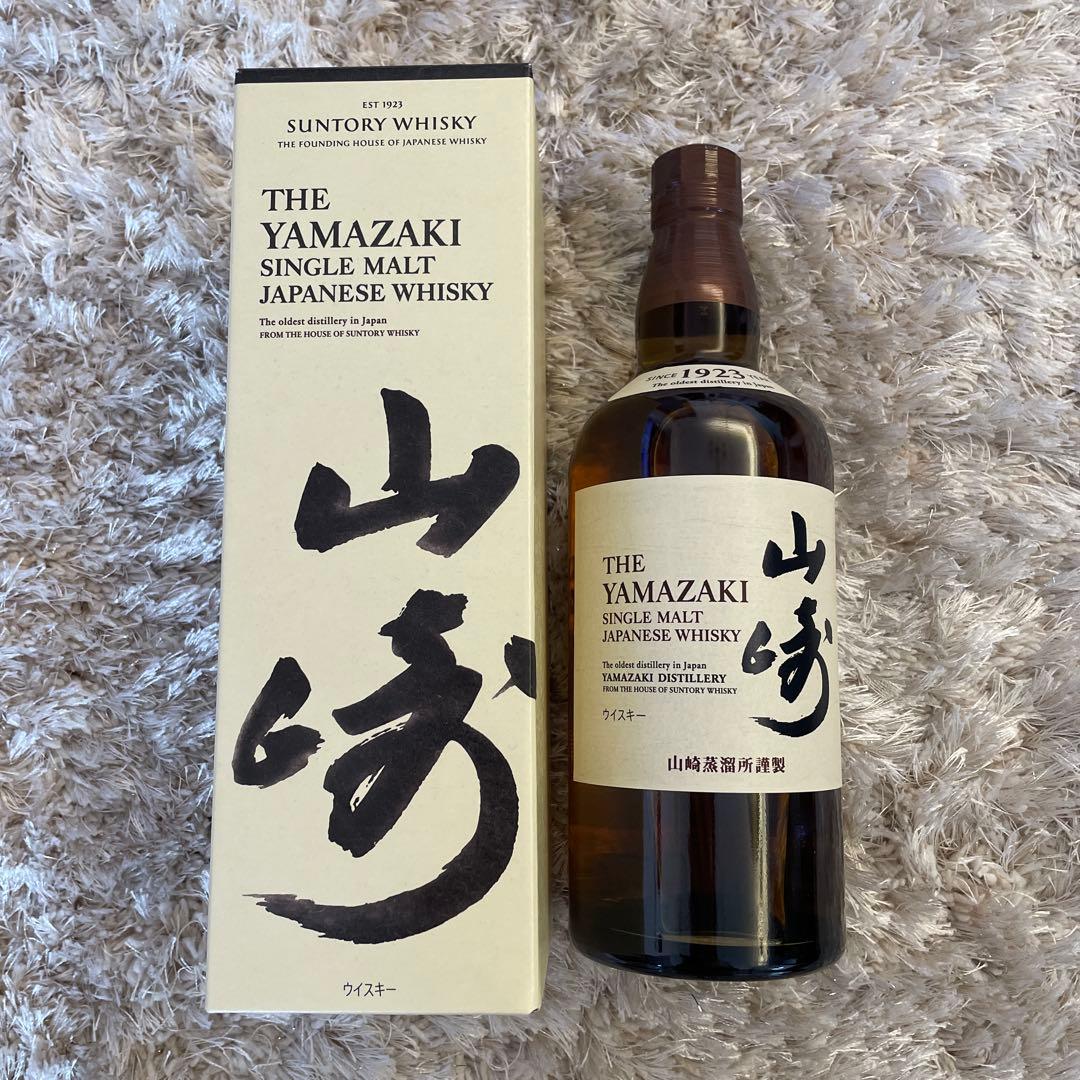 EST 1923
SUNTORY WHISKY
THE FOUNDING HOUSE OF JAPANESE WHISKY
THE
YAMAZAKI
SINGLE MALT
JAPANESE WHISKY
The oldest distillery in Japan
FROM THE HOUSE OF SUNTORY WHISKY
山崎
ウイスキー
SINCE 1923
The oldest distillery in Japan
THE
YAMAZAKI
SINGLE MALT
JAPANESE WHISKY
The oldest distillery in Japan
YAMAZAKI DISTILLERY
FROM THE HOUSE OF SUNTORY WHISKY
ウイスキー
山崎
山崎蒸溜所謹製